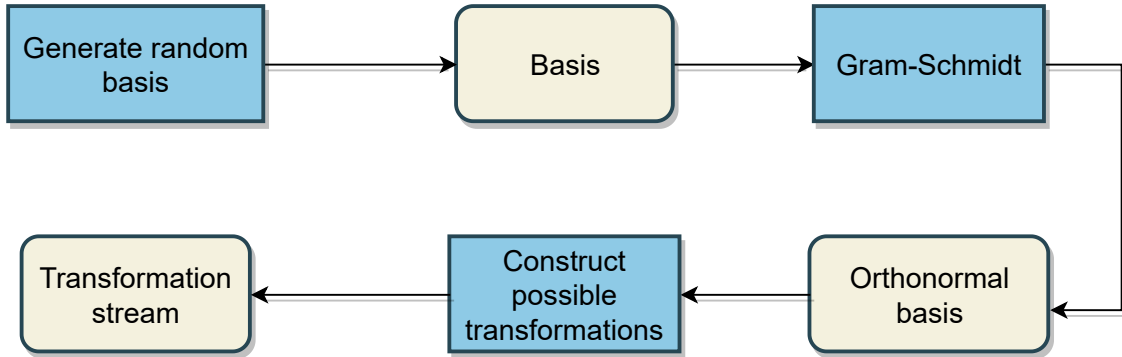 Generate random
basis
Basis
Gram-Schmidt
Transformation
stream
Construct
possible
transformations
Orthonormal
basis